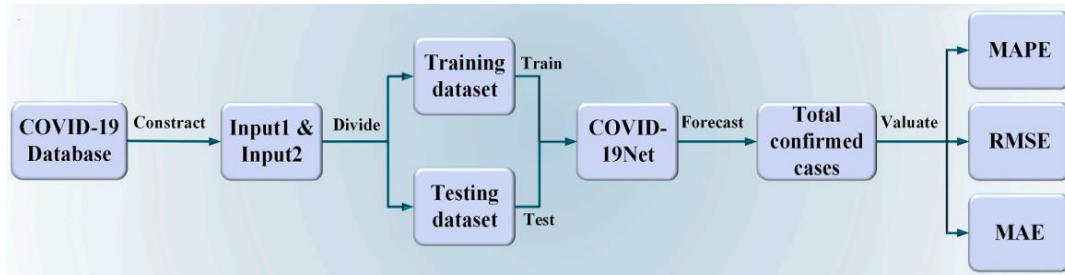 COVID-19
Database
Constract
Input1 &
Input2
Divide
Training
dataset
Train
Testing
dataset
Test
COVID-
19Net
Forecast
Total
confirmed
cases
Valuate
MAPE
RMSE
MAE